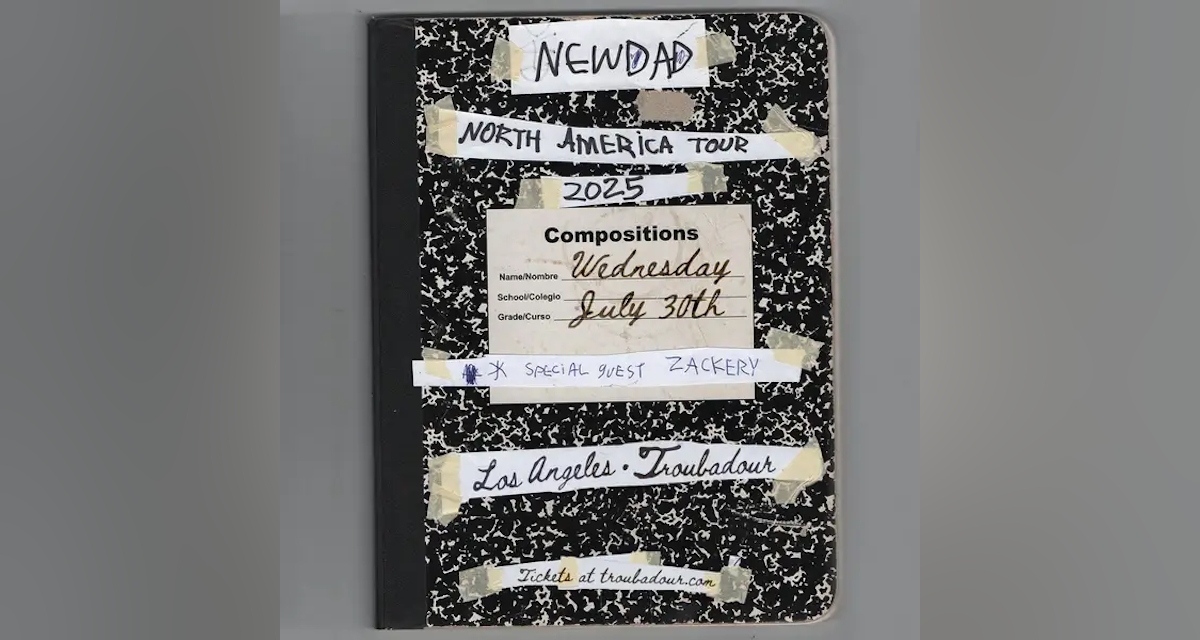 NEWDAD
NORTH AMERICA TOUR
2025
Compositions
Name/Nombre Wednesday
School/Colegio July 30th
Grade/Curso
* SPECIAL GUEST ZACKERY
Los Angeles • Troubadour
Tickets at troubadour.com